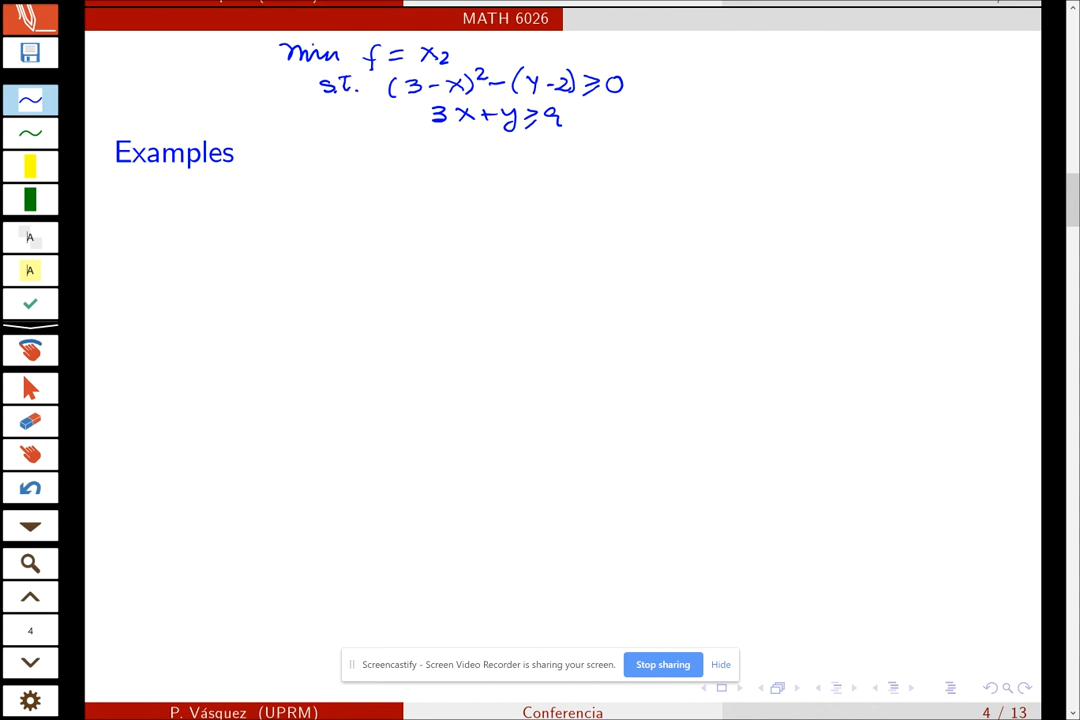 MATH 6026
min f = x₂
s.t. (3-x)²-(y-2)≥0
3x+y≥9
Examples
A
A
4
Screencastify - Screen Video Recorder is sharing your screen.
Stop sharing
Hide
P. Vásquez (UPRM)
Conferencia
4 / 13